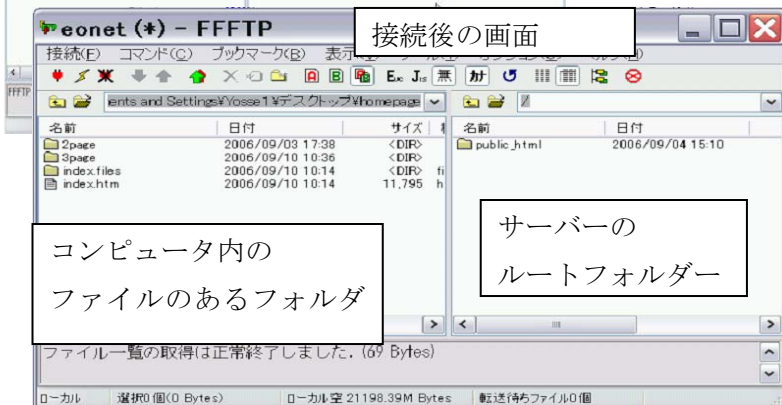 eonet (*) - FFFTP
接続後の画面
接続(F) コマンド(C) ブックマーク(B)
FFFTP
ents and Settings¥Yosse1¥デスクトップ¥homepage
名前 日付 サイズ
2page 2006/09/03 17:38 <DIR>
3page 2006/09/10 10:36 <DIR>
index.files 2006/09/10 10:14 <DIR> fi
index.htm 2006/09/10 10:14 11,795 h
名前 日付
public_html 2006/09/04 15:10
コンピュータ内の
ファイルのあるフォルダ
サーバーの
ルートフォルダー
ファイル一覧の取得は正常終了しました. (69 Bytes)
ローカル 選択0個(0 Bytes) ローカル空 21198.39M Bytes 転送待ちファイル0個